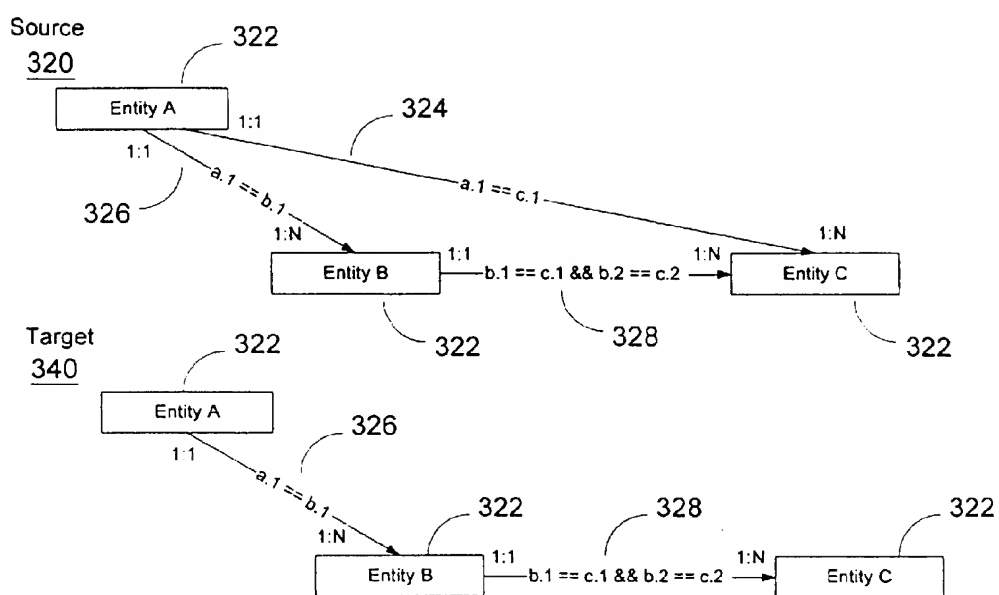 Source
320
322
Entity A
1:1
324
1:1
a.1 == c.1
326
a.1 == b.1
1:N
1:N
Entity B
1:1
b.1 == c.1 && b.2 == c.2
1:N
Entity C
322
328
322
Target
340
322
Entity A
1:1
326
a.1 == b.1
1:N
322
328
322
Entity B
1:1
b.1 == c.1 && b.2 == c.2
1:N
Entity C